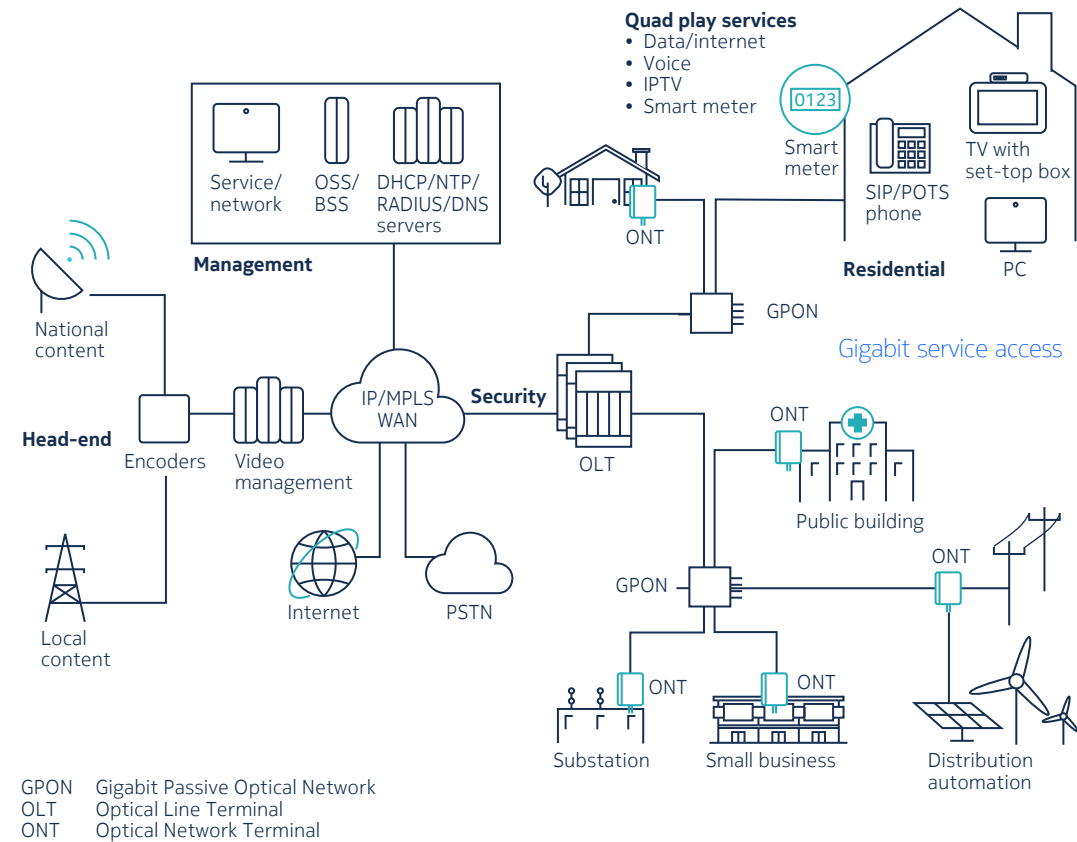 Quad play services
• Data/internet
• Voice
• IPTV
• Smart meter
0123
Smart
meter
SIP/POTS
phone
TV with
set-top box
PC
Residential
Service/
network
OSS/
BSS
DHCP/NTP/
RADIUS/DNS
servers
Management
ONT
GPON
Gigabit service access
National
content
Head-end
Encoders
Video
management
IP/MPLS
WAN
Security
OLT
ONT
Public building
Internet
PSTN
GPON
ONT
Local
content
ONT
Substation
ONT
Small business
Distribution
automation
GPON Gigabit Passive Optical Network
OLT Optical Line Terminal
ONT Optical Network Terminal